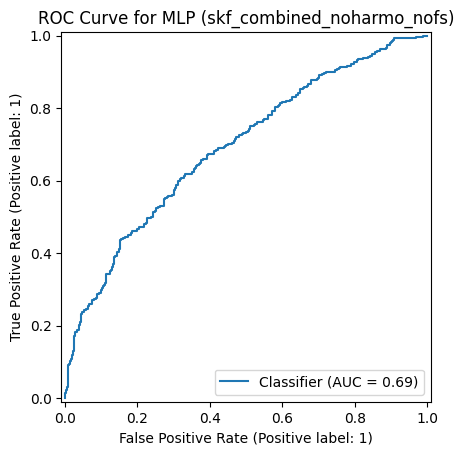 ROC Curve for MLP (skf_combined_noharmo_nofs)
1.0
0.8
0.6
0.4
0.2
0.0
True Positive Rate (Positive label: 1)
Classifier (AUC = 0.69)
0.0 0.2 0.4 0.6 0.8 1.0
False Positive Rate (Positive label: 1)